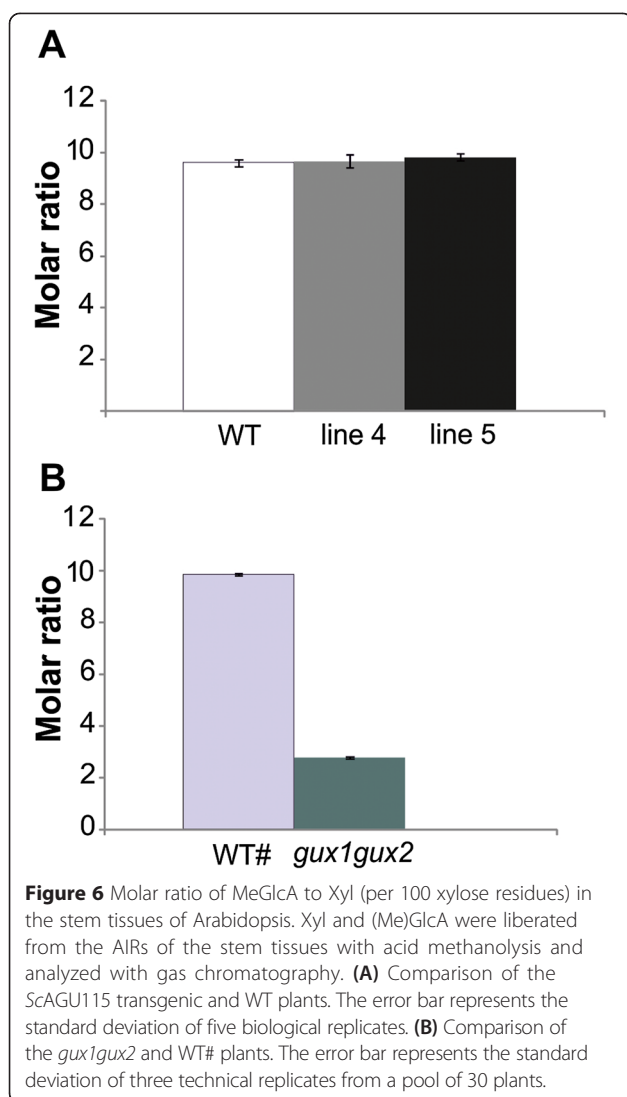 A
12
10
8
6
4
2
Molar ratio
WT line 4 line 5
B
12
10
8
6
4
2
0
Molar ratio
WT# gux1gux2
Figure 6 Molar ratio of MeGlcA to Xyl (per 100 xylose residues) in
the stem tissues of Arabidopsis. Xyl and (Me)GlcA were liberated
from the AIRs of the stem tissues with acid methanolysis and
analyzed with gas chromatography. (A) Comparison of the
ScAGU115 transgenic and WT plants. The error bar represents the
standard deviation of five biological replicates. (B) Comparison of
the gux1gux2 and WT# plants. The error bar represents the standard
deviation of three technical replicates from a pool of 30 plants.